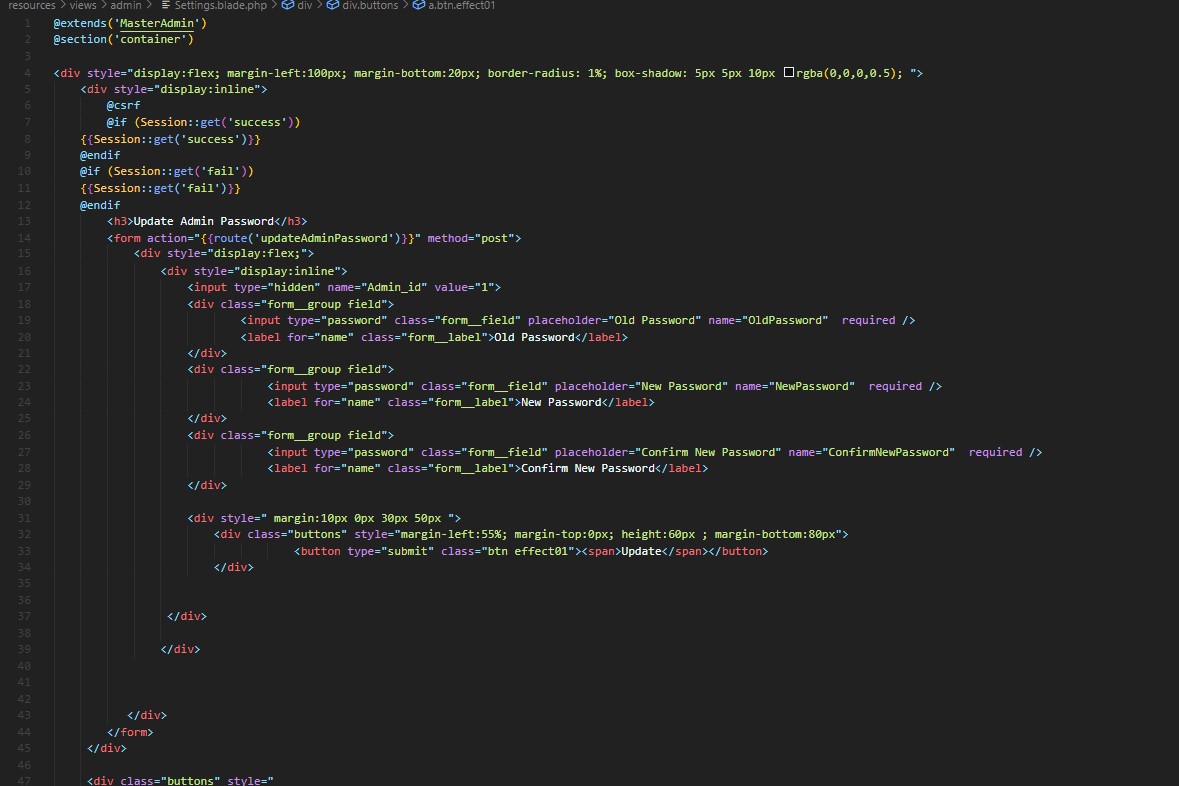 resources > views > admin > Settings.blade.php > div > div.buttons > a.btn.effect01
1 @extends('MasterAdmin')
2 @section('container')
3
4 <div style="display:flex; margin-left:100px; margin-bottom:20px; border-radius: 1%; box-shadow: 5px 5px 10px rgba(0,0,0,0.5); ">
5 <div style="display:inline">
6 @csrf
7 @if (Session::get('success'))
8 {{Session::get('success')}}
9 @endif
10 @if (Session::get('fail'))
11 {{Session::get('fail')}}
12 @endif
13 <h3>Update Admin Password</h3>
14 <form action="{{route('updateAdminPassword')}}" method="post">
15 <div style="display:flex;">
16 <div style="display:inline">
17 <input type="hidden" name="Admin_id" value="1">
18 <div class="form__group field">
19 <input type="password" class="form__field" placeholder="Old Password" name="OldPassword"  required />
20 <label for="name" class="form__label">Old Password</label>
21 </div>
22 <div class="form__group field">
23 <input type="password" class="form__field" placeholder="New Password" name="NewPassword"  required />
24 <label for="name" class="form__label">New Password</label>
25 </div>
26 <div class="form__group field">
27 <input type="password" class="form__field" placeholder="Confirm New Password" name="ConfirmNewPassword"  required />
28 <label for="name" class="form__label">Confirm New Password</label>
29 </div>
30
31 <div style=" margin:10px 0px 30px 50px ">
32 <div class="buttons" style="margin-left:55%; margin-top:0px; height:60px ; margin-bottom:80px">
33 <button type="submit" class="btn effect01"><span>Update</span></button>
34 </div>
35
36
37 </div>
38
39 </div>
40
41
42
43 </div>
44 </form>
45 </div>
46
47 <div class="buttons" style="